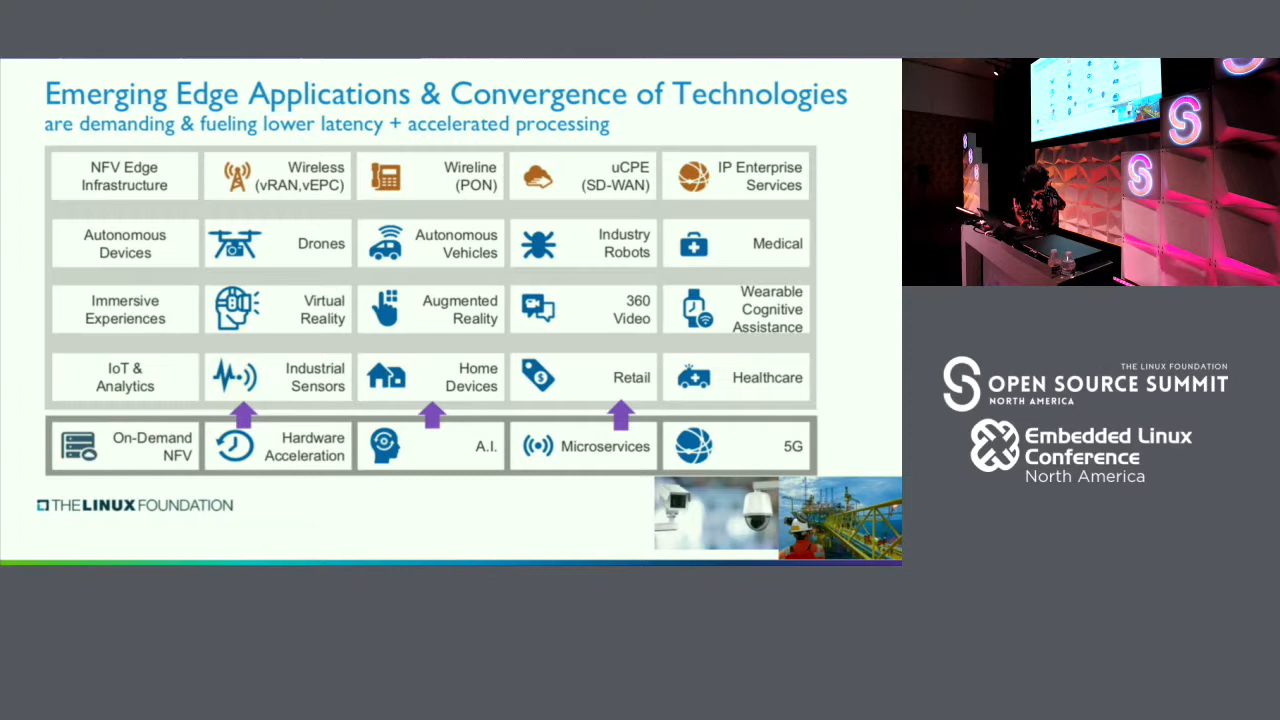 Emerging Edge Applications & Convergence of Technologies
are demanding & fueling lower latency + accelerated processing
NFV Edge
Infrastructure
Wireless
(vRAN,vEPC)
Wireline
(PON)
uCPE
(SD-WAN)
IP Enterprise
Services
Autonomous
Devices
Drones
Autonomous
Vehicles
Industry
Robots
Medical
Immersive
Experiences
Virtual
Reality
Augmented
Reality
360
Video
Wearable
Cognitive
Assistance
IoT &
Analytics
Industrial
Sensors
Home
Devices
Retail
Healthcare
On-Demand
NFV
Hardware
Acceleration
A.I.
Microservices
5G
THE LINUX FOUNDATION
THE LINUX FOUNDATION
OPEN SOURCE SUMMIT
NORTH AMERICA
Embedded Linux
Conference
North America